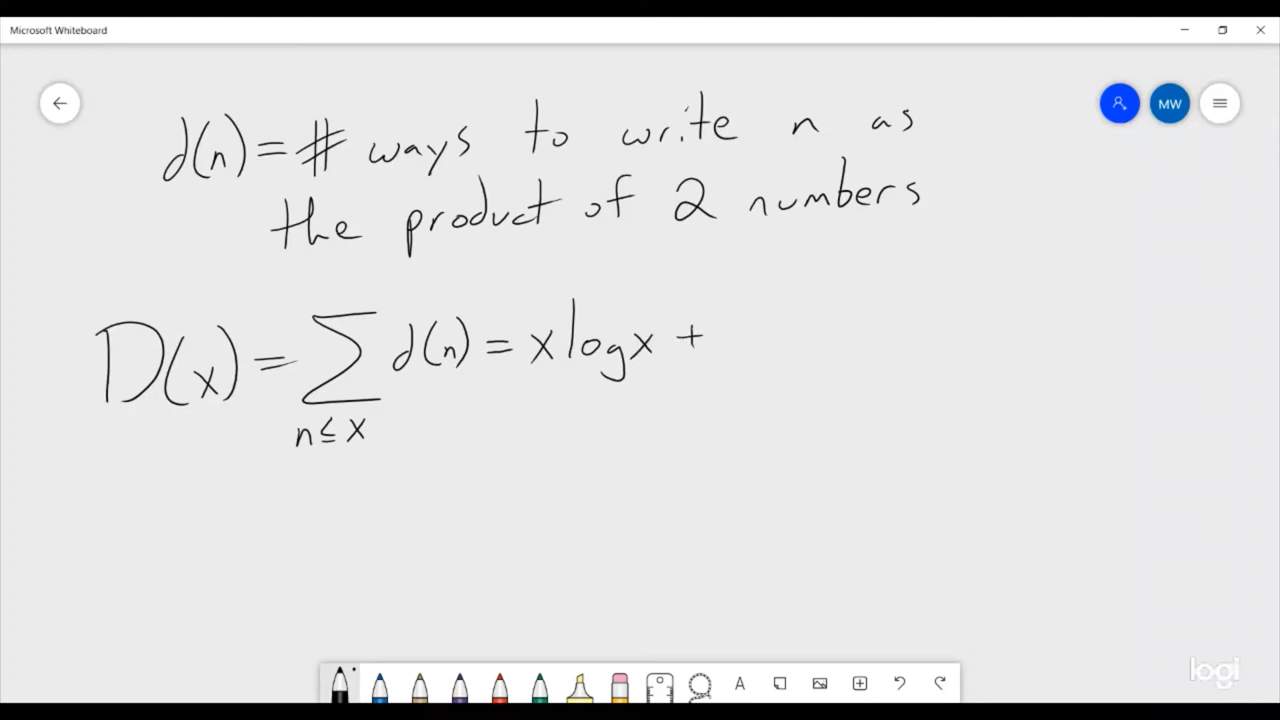 Microsoft Whiteboard
MW
d(n) = # ways to write n as
the product of 2 numbers
D(x) = ∑ d(n) = x log x +
n ≤ x
A
logi